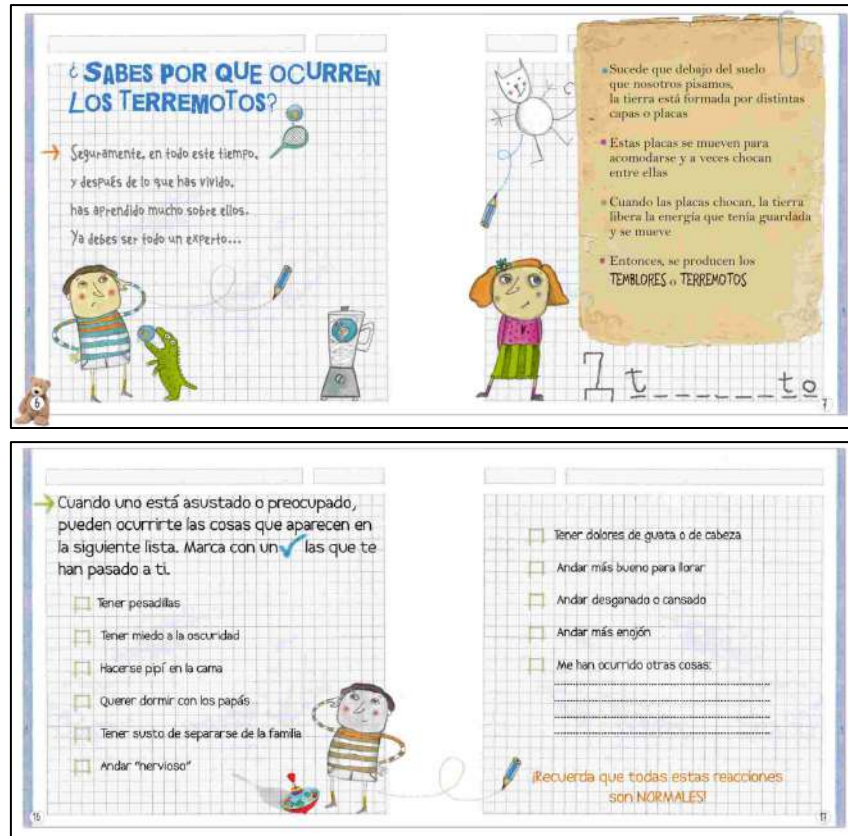 ¿SABES POR QUE OCURREN
LOS TERREMOTOS?
Seguramente, en todo este tiempo,
y después de lo que has vivido,
has aprendido mucho sobre ellos.
Ya debes ser todo un experto...
6
Sucede que debajo del suelo
que nosotros pisamos,
la tierra está formada por distintas
capas o placas
Estas placas se mueven para
acomodarse y a veces chocan
entre ellas
Cuando las placas chocan, la tierra
libera la energía que tenía guardada
y se mueve
Entonces, se producen los
TEMBLORES o TERREMOTOS
t _ _ _ _ _ _ t o
7
Cuando uno está asustado o preocupado,
pueden ocurrirte las cosas que aparecen en
la siguiente lista. Marca con un las que te
han pasado a ti.
Tener pesadillas
Tener miedo a la oscuridad
Hacerse pipí en la cama
Querer dormir con los papás
Tener susto de separarse de la familia
Andar "nervioso"
16
Tener dolores de guata o de cabeza
Andar más bueno para llorar
Andar desganado o cansado
Andar más enojón
Me han ocurrido otras cosas:
¡Recuerda que todas estas reacciones
son NORMALES!
17